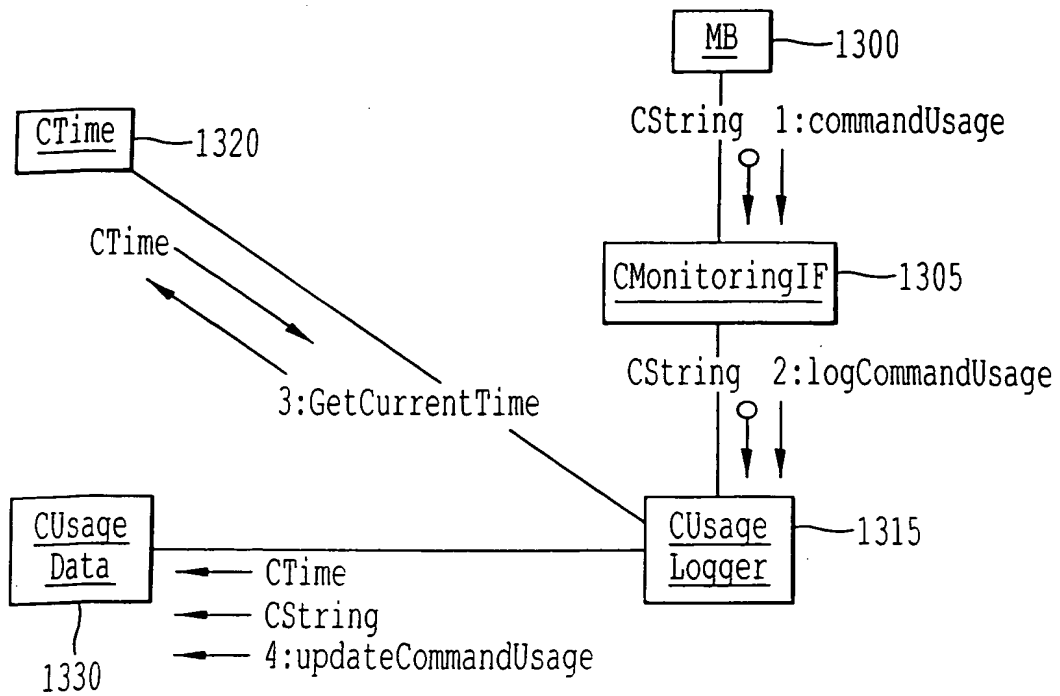 MB
1300
CString 1:commandUsage
CTime
1320
CTime
CMonitoringIF
1305
CString 2:logCommandUsage
3:GetCurrentTime
CUsage
Logger
1315
CUsage
Data
1330
CTime
CString
4:updateCommandUsage